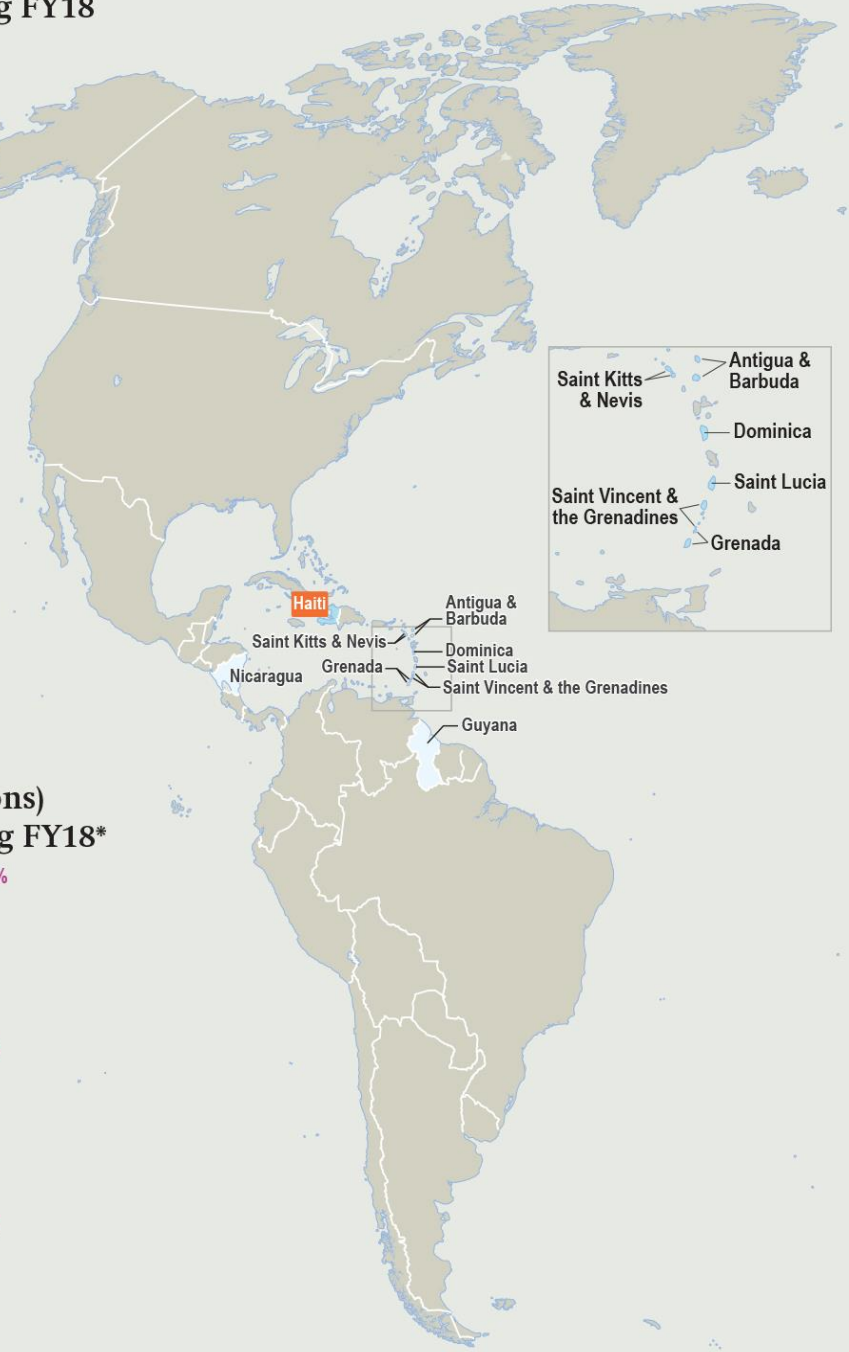 g FY18
Antigua &
Barbuda
Saint Kitts
& Nevis
Dominica
Saint Lucia
Saint Vincent &
the Grenadines
Grenada
Haiti
Antigua &
Barbuda
Saint Kitts & Nevis
Dominica
Grenada
Saint Lucia
Nicaragua
Saint Vincent & the Grenadines
Guyana
ons)
g FY18*
%